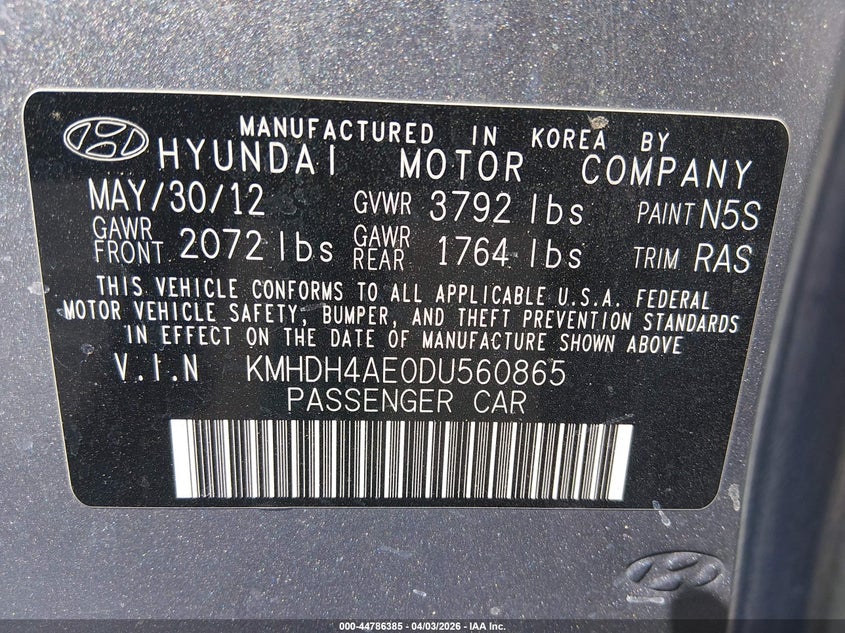 MANUFACTURED IN KOREA BY
HYUNDAI MOTOR COMPANY
MAY/30/12 GVWR 3792 lbs PAINT N5S
GAWR FRONT 2072 lbs GAWR REAR 1764 lbs TRIM RAS
THIS VEHICLE CONFORMS TO ALL APPLICABLE U.S.A. FEDERAL
MOTOR VEHICLE SAFETY, BUMPER, AND THEFT PREVENTION STANDARDS
IN EFFECT ON THE DATE OF MANUFACTURE SHOWN ABOVE.
V.I.N KMHDH4AE0DU560865
PASSENGER CAR
000-44786385 - 04/03/2026 - IAA Inc.